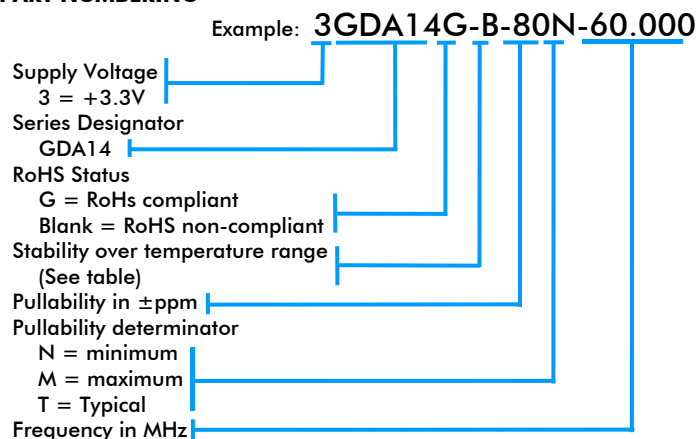 PART NUMBERING
Example: 3GDA14G-B-80N-60.000
Supply Voltage
3 = +3.3V
Series Designator
GDA14
RoHS Status
G = RoHs compliant
Blank = RoHS non-compliant
Stability over temperature range
(See table)
Pullability in ±ppm
Pullability determinator
N = minimum
M = maximum
T = Typical
Frequency in MHz